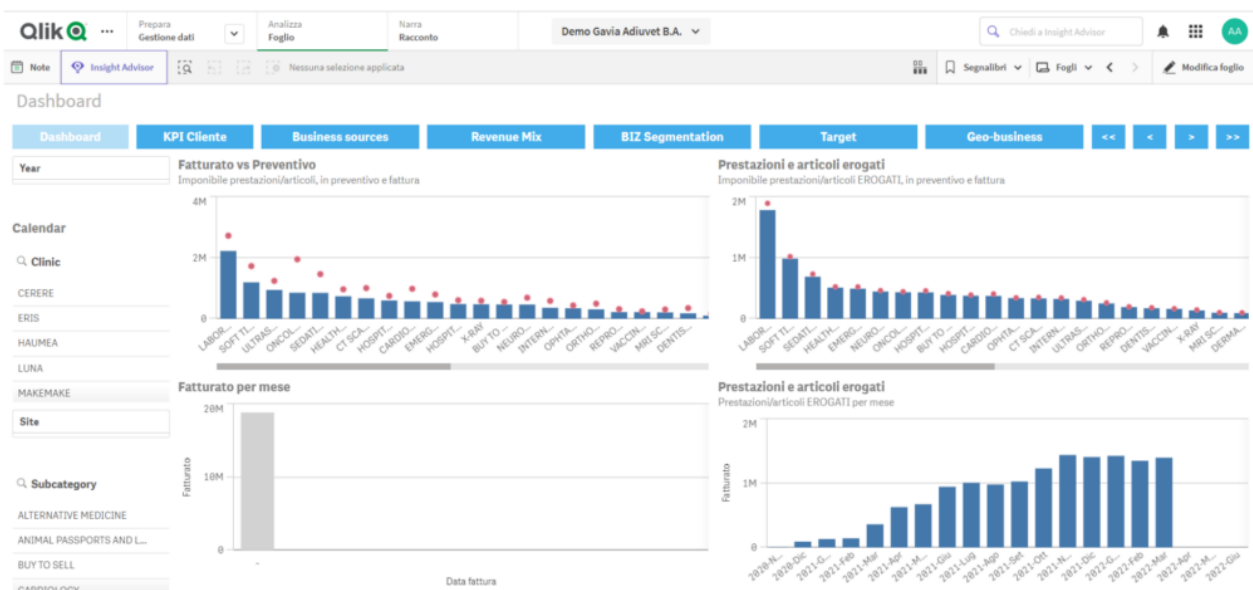 Qlik
Prepara
Gestione dati
Analizza
Foglio
Narra
Racconto
Demo Gavia Adiuvet B.A.
Chiedi a Insight Advisor
AA
Note
Insight Advisor
Nessuna selezione applicata
Segnalibri
Fogli
Modifica foglio
Dashboard
Dashboard
KPI Cliente
Business sources
Revenue Mix
BIZ Segmentation
Target
Geo-business
<<
<
>
>>
Year
Calendar
Clinic
CERERE
ERIS
HAUMEA
LUNA
MAKEMAKE
Site
Subcategory
ALTERNATIVE MEDICINE
ANIMAL PASSPORTS AND L...
BUY TO SELL
CARDIOLOGY
Fatturato vs Preventivo
Imponibile prestazioni/articoli, in preventivo e fattura
4M
2M
0
LABOR...
SOFT TI...
ULTRAS...
ONCOL...
SEDATI...
HEALTH...
CT SCA...
HOSPIT...
CARDIO...
EMERG...
HOSPIT...
X-RAY
BUY TO ...
NEURO...
INTERN...
OPHTA...
ORTHO...
REPRO...
VACCIN...
MRI SC...
DENTIS...
Prestazioni e articoli erogati
Imponibile prestazioni/articoli EROGATI, in preventivo e fattura
2M
1M
0
LABOR...
SOFT TI...
SEDATI...
HEALTH...
EMERG...
NEURO...
ONCOL...
HOSPIT...
BUY TO ...
HOSPIT...
CARDIO...
OPHTA...
CT SCA...
INTERN...
ULTRAS...
ORTHO...
REPRO...
DENTIS...
VACCIN...
X-RAY
MRI SC...
DERMA...
Fatturato per mese
20M
10M
0
Fatturato
-
Data fattura
Prestazioni e articoli erogati
Prestazioni/articoli EROGATI per mese
2M
1M
0
Fatturato
2020-N...
2020-Dic
2021-G...
2021-Feb
2021-Mar
2021-Apr
2021-M...
2021-Giu
2021-Lug
2021-Ago
2021-Set
2021-Ott
2021-N...
2021-Dic
2022-G...
2022-Feb
2022-Mar
2022-Apr
2022-M...
2022-Giu